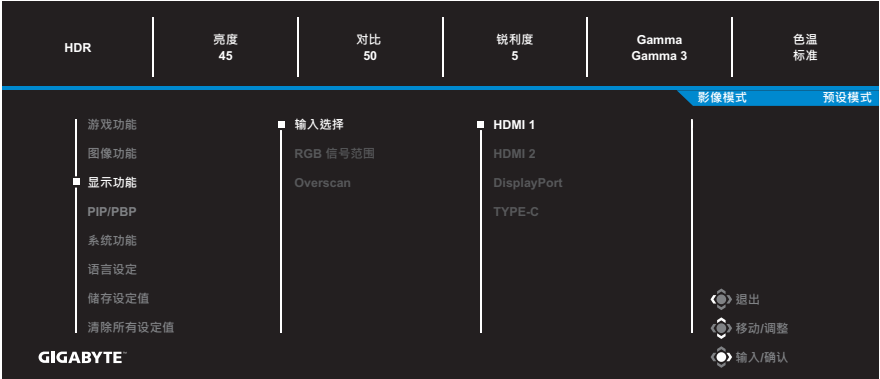 HDR
亮度
45
对比
50
锐利度
5
Gamma
Gamma 3
色温
标准
影像模式 预设模式
游戏功能
图像功能
显示功能
PIP/PBP
系统功能
语言设定
储存设定值
清除所有设定值
输入选择
RGB 信号范围
Overscan
HDMI 1
HDMI 2
DisplayPort
TYPE-C
退出
移动/调整
输入/确认
GIGABYTE™